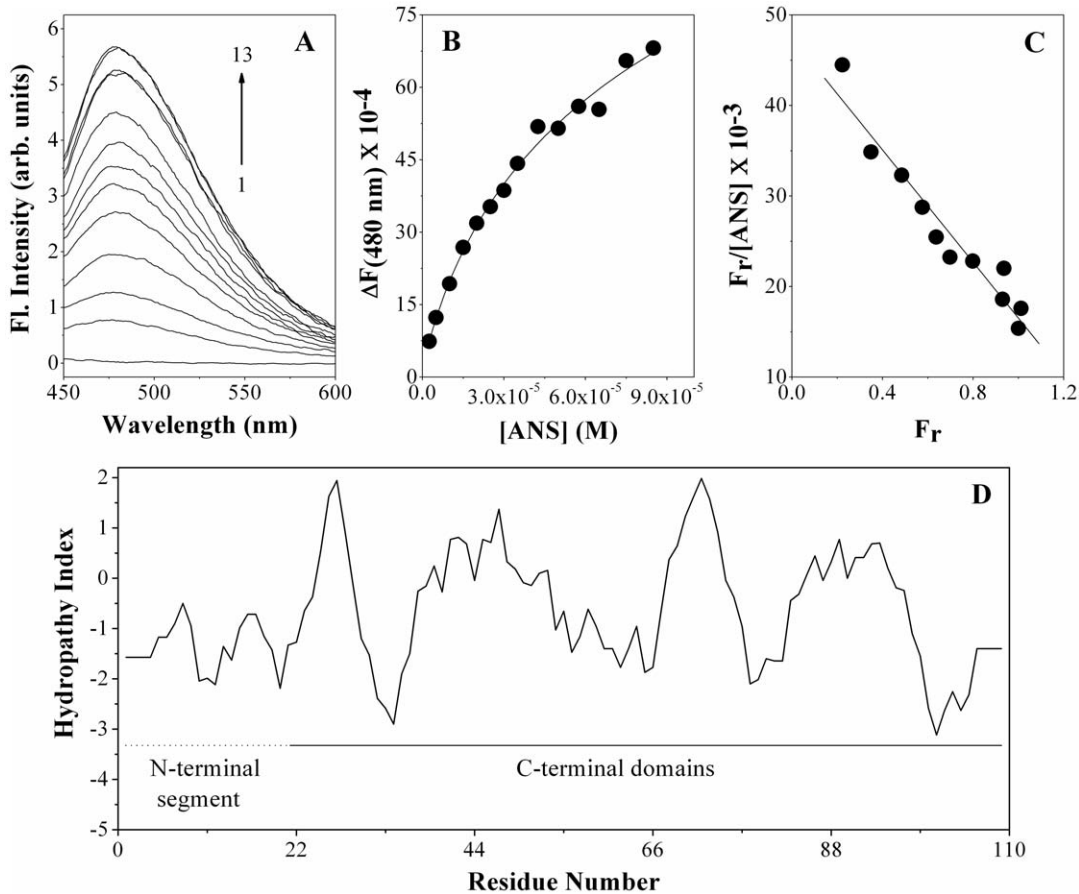 A
Fl. Intensity (arb. units)
6
5
4
3
2
1
0
13
1
450
500
550
600
Wavelength (nm)
B
ΔF(480 nm) X 10-4
75
60
45
30
15
0
0.0
3.0x10-5
6.0x10-5
9.0x10-5
[ANS] (M)
C
Fr/[ANS] X 10-3
50
40
30
20
10
0.0
0.4
0.8
1.2
Fr
D
Hydropathy Index
2
1
0
-1
-2
-3
-4
-5
N-terminal
segment
C-terminal domains
0
22
44
66
88
110
Residue Number